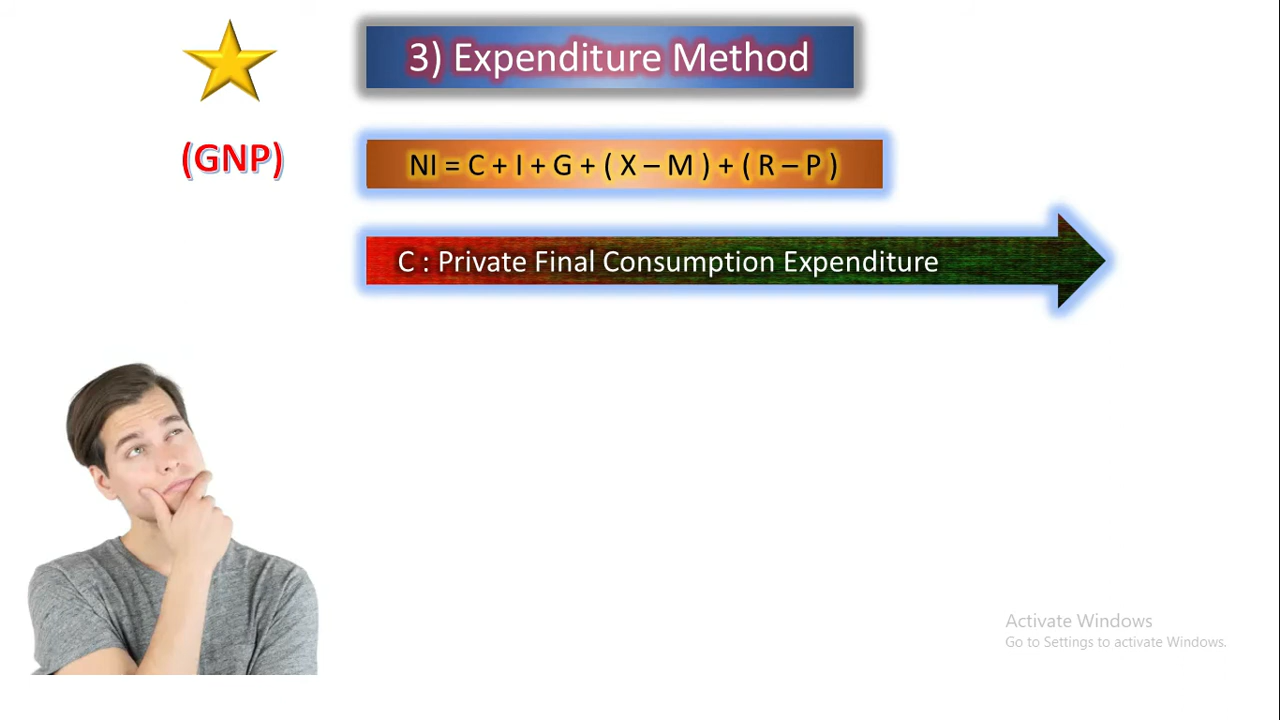 3) Expenditure Method
(GNP)
NI = C + I + G + ( X – M ) + ( R – P )
C : Private Final Consumption Expenditure
Activate Windows
Go to Settings to activate Windows.